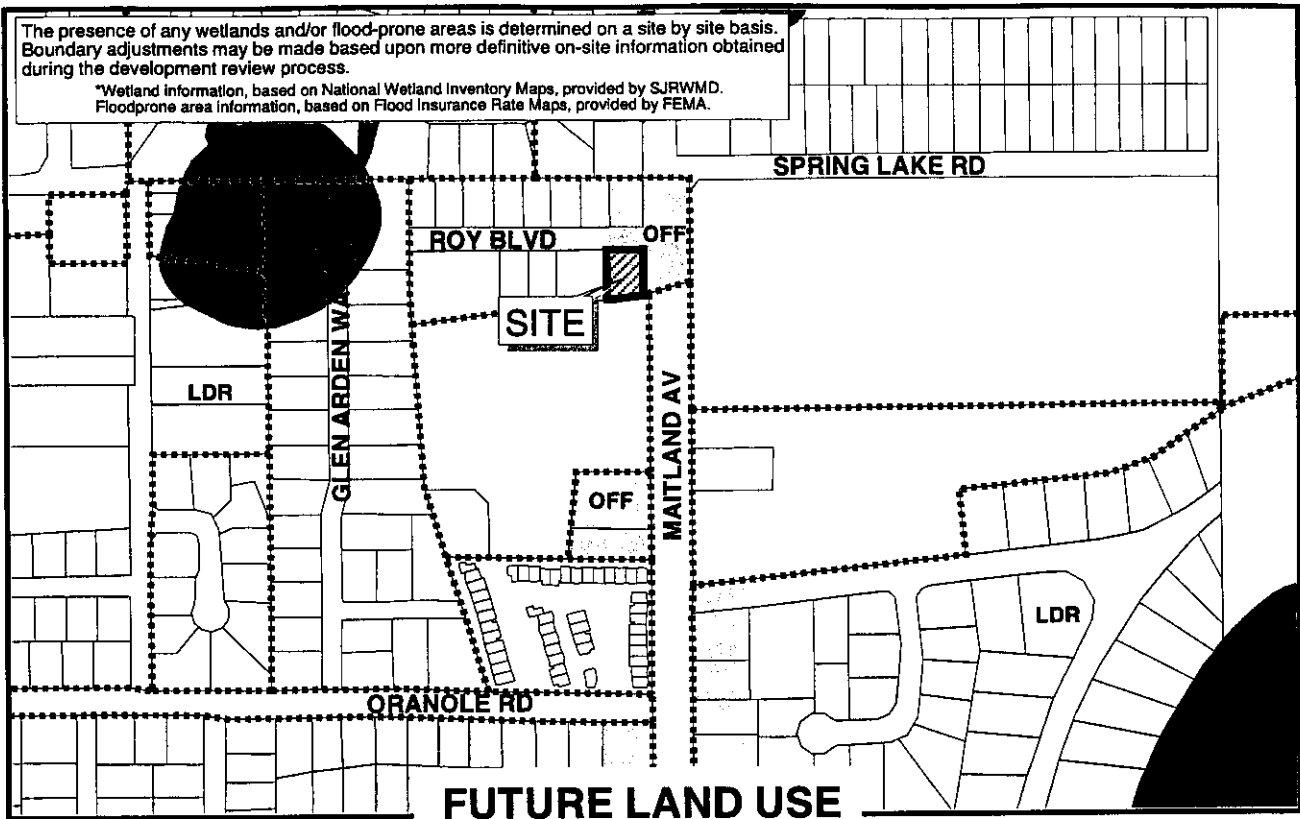 The presence of any wetlands and/or flood-prone areas is determined on a site by site basis.
Boundary adjustments may be made based upon more definitive on-site information obtained
during the development review process.
*Wetland information, based on National Wetland Inventory Maps, provided by SJRWMD.
Floodprone area information, based on Flood Insurance Rate Maps, provided by FEMA.
SPRING LAKE RD
ROY BLVD
OFF
SITE
LDR
GLEN ARDEN WA
MAITLAND AV
OFF
LDR
ORANOLE RD
FUTURE LAND USE